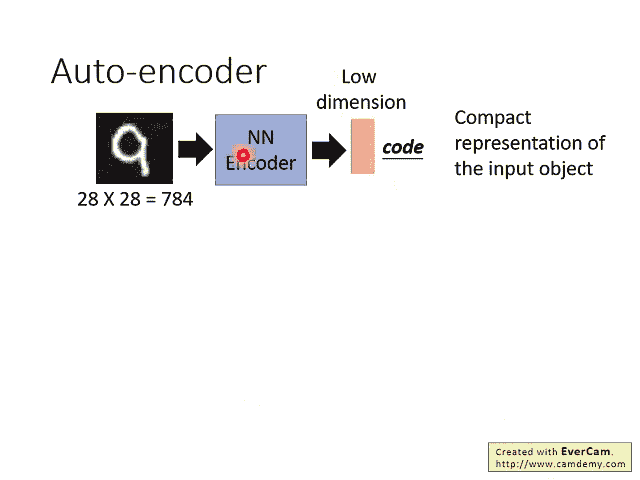 Auto-encoder
Low
dimension
NN
Encoder
code
Compact
representation of
the input object
28 X 28 = 784
Created with EverCam.
http://www.camdemy.com